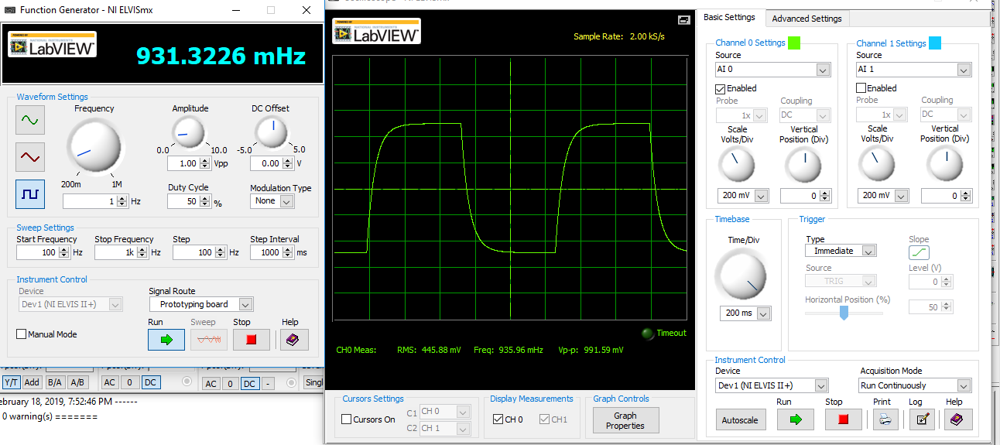 Function Generator - NI ELVISmx
POWERED BY
NATIONAL INSTRUMENTS
LabVIEW™
931.3226 mHz
Waveform Settings
Frequency
200m
1M
1 Hz
Amplitude
0.0
10.0
1.00 Vpp
DC Offset
-5.0
5.0
0.00 V
Duty Cycle
50 %
Modulation Type
None
Sweep Settings
Start Frequency
100 Hz
Stop Frequency
1k Hz
Step
100 Hz
Step Interval
1000 ms
Instrument Control
Device
Dev1 (NI ELVIS II+)
Signal Route
Prototyping board
Manual Mode
Run
Sweep
Stop
Help
Y/T Add B/A A/B
AC 0 DC
AC 0 DC -
Singl
ebruary 18, 2019, 7:52:46 PM ------
0 warning(s) =======
POWERED BY
NATIONAL INSTRUMENTS
LabVIEW™
Sample Rate: 2.00 kS/s
Timeout
CH0 Meas: RMS: 445.88 mV Freq: 935.96 mHz Vp-p: 991.59 mV
Cursors Settings
Cursors On
C1 CH 0
C2 CH 1
Display Measurements
CH 0
CH1
Graph Controls
Graph
Properties
Basic Settings
Advanced Settings
Channel 0 Settings
Source
AI 0
Enabled
Probe
1x
Coupling
DC
Scale
Volts/Div
200 mV
Vertical
Position (Div)
0
Channel 1 Settings
Source
AI 1
Enabled
Probe
1x
Coupling
DC
Scale
Volts/Div
200 mV
Vertical
Position (Div)
0
Timebase
Time/Div
200 ms
Trigger
Type
Immediate
Slope
Source
TRIG
Level (V)
0
Horizontal Position (%)
50
Instrument Control
Device
Dev1 (NI ELVIS II+)
Acquisition Mode
Run Continuously
Autoscale
Run
Stop
Print
Log
Help